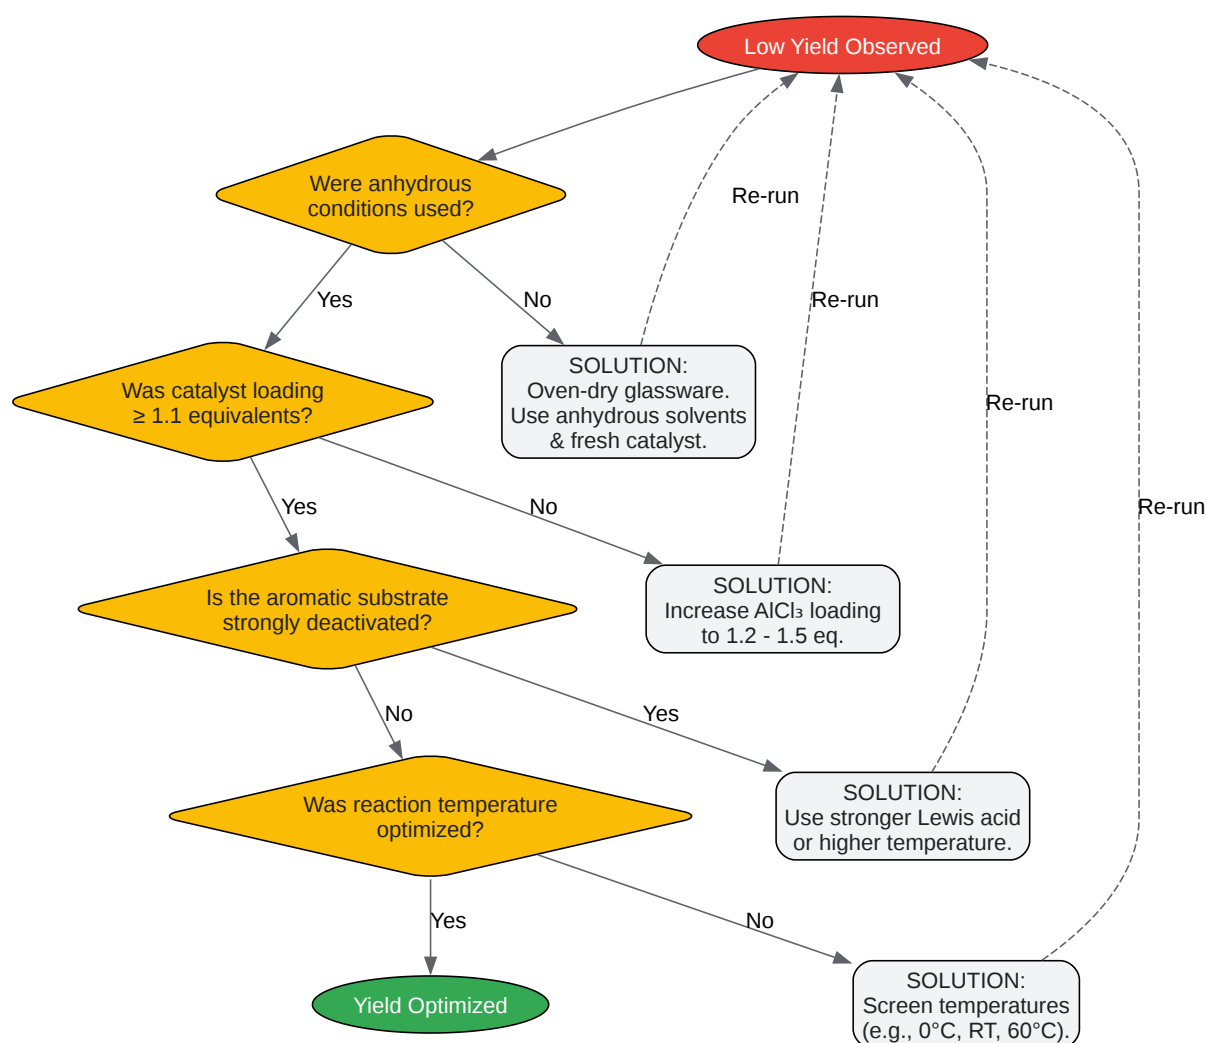 Low Yield Observed
Were anhydrous
conditions used?
Re-run
Yes
No
Re-run
SOLUTION:
Oven-dry glassware.
Use anhydrous solvents
& fresh catalyst.
Was catalyst loading
≥ 1.1 equivalents?
Re-run
Yes
No
Re-run
SOLUTION:
Increase AlCl₃ loading
to 1.2 - 1.5 eq.
Is the aromatic substrate
strongly deactivated?
No
Yes
SOLUTION:
Use stronger Lewis acid
or higher temperature.
Was reaction temperature
optimized?
Yes
No
SOLUTION:
Screen temperatures
(e.g., 0°C, RT, 60°C).
Yield Optimized